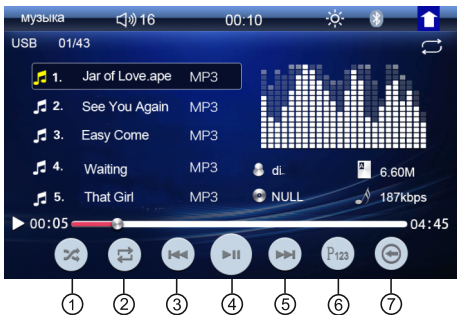 музыка 16 00:10
USB 01/43
1. Jar of Love.ape MP3
2. See You Again MP3
3. Easy Come MP3
4. Waiting MP3
5. That Girl MP3
di.
A 6.60M
NULL 187kbps
00:05 04:45
P123
1 2 3 4 5 6 7